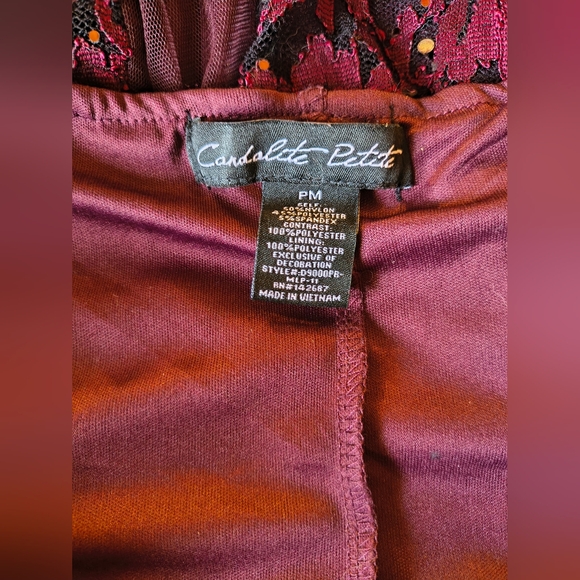 Candalite Petite
PM
SELF:
50%NYLON
45%POLYESTER
5%SPANDEX
CONTRAST:
100%POLYESTER
LINING:
100%POLYESTER
EXCLUSIVE OF
DECORATION
STYLE#:D9000PR-
MLP-11
RN#142687
MADE IN VIETNAM